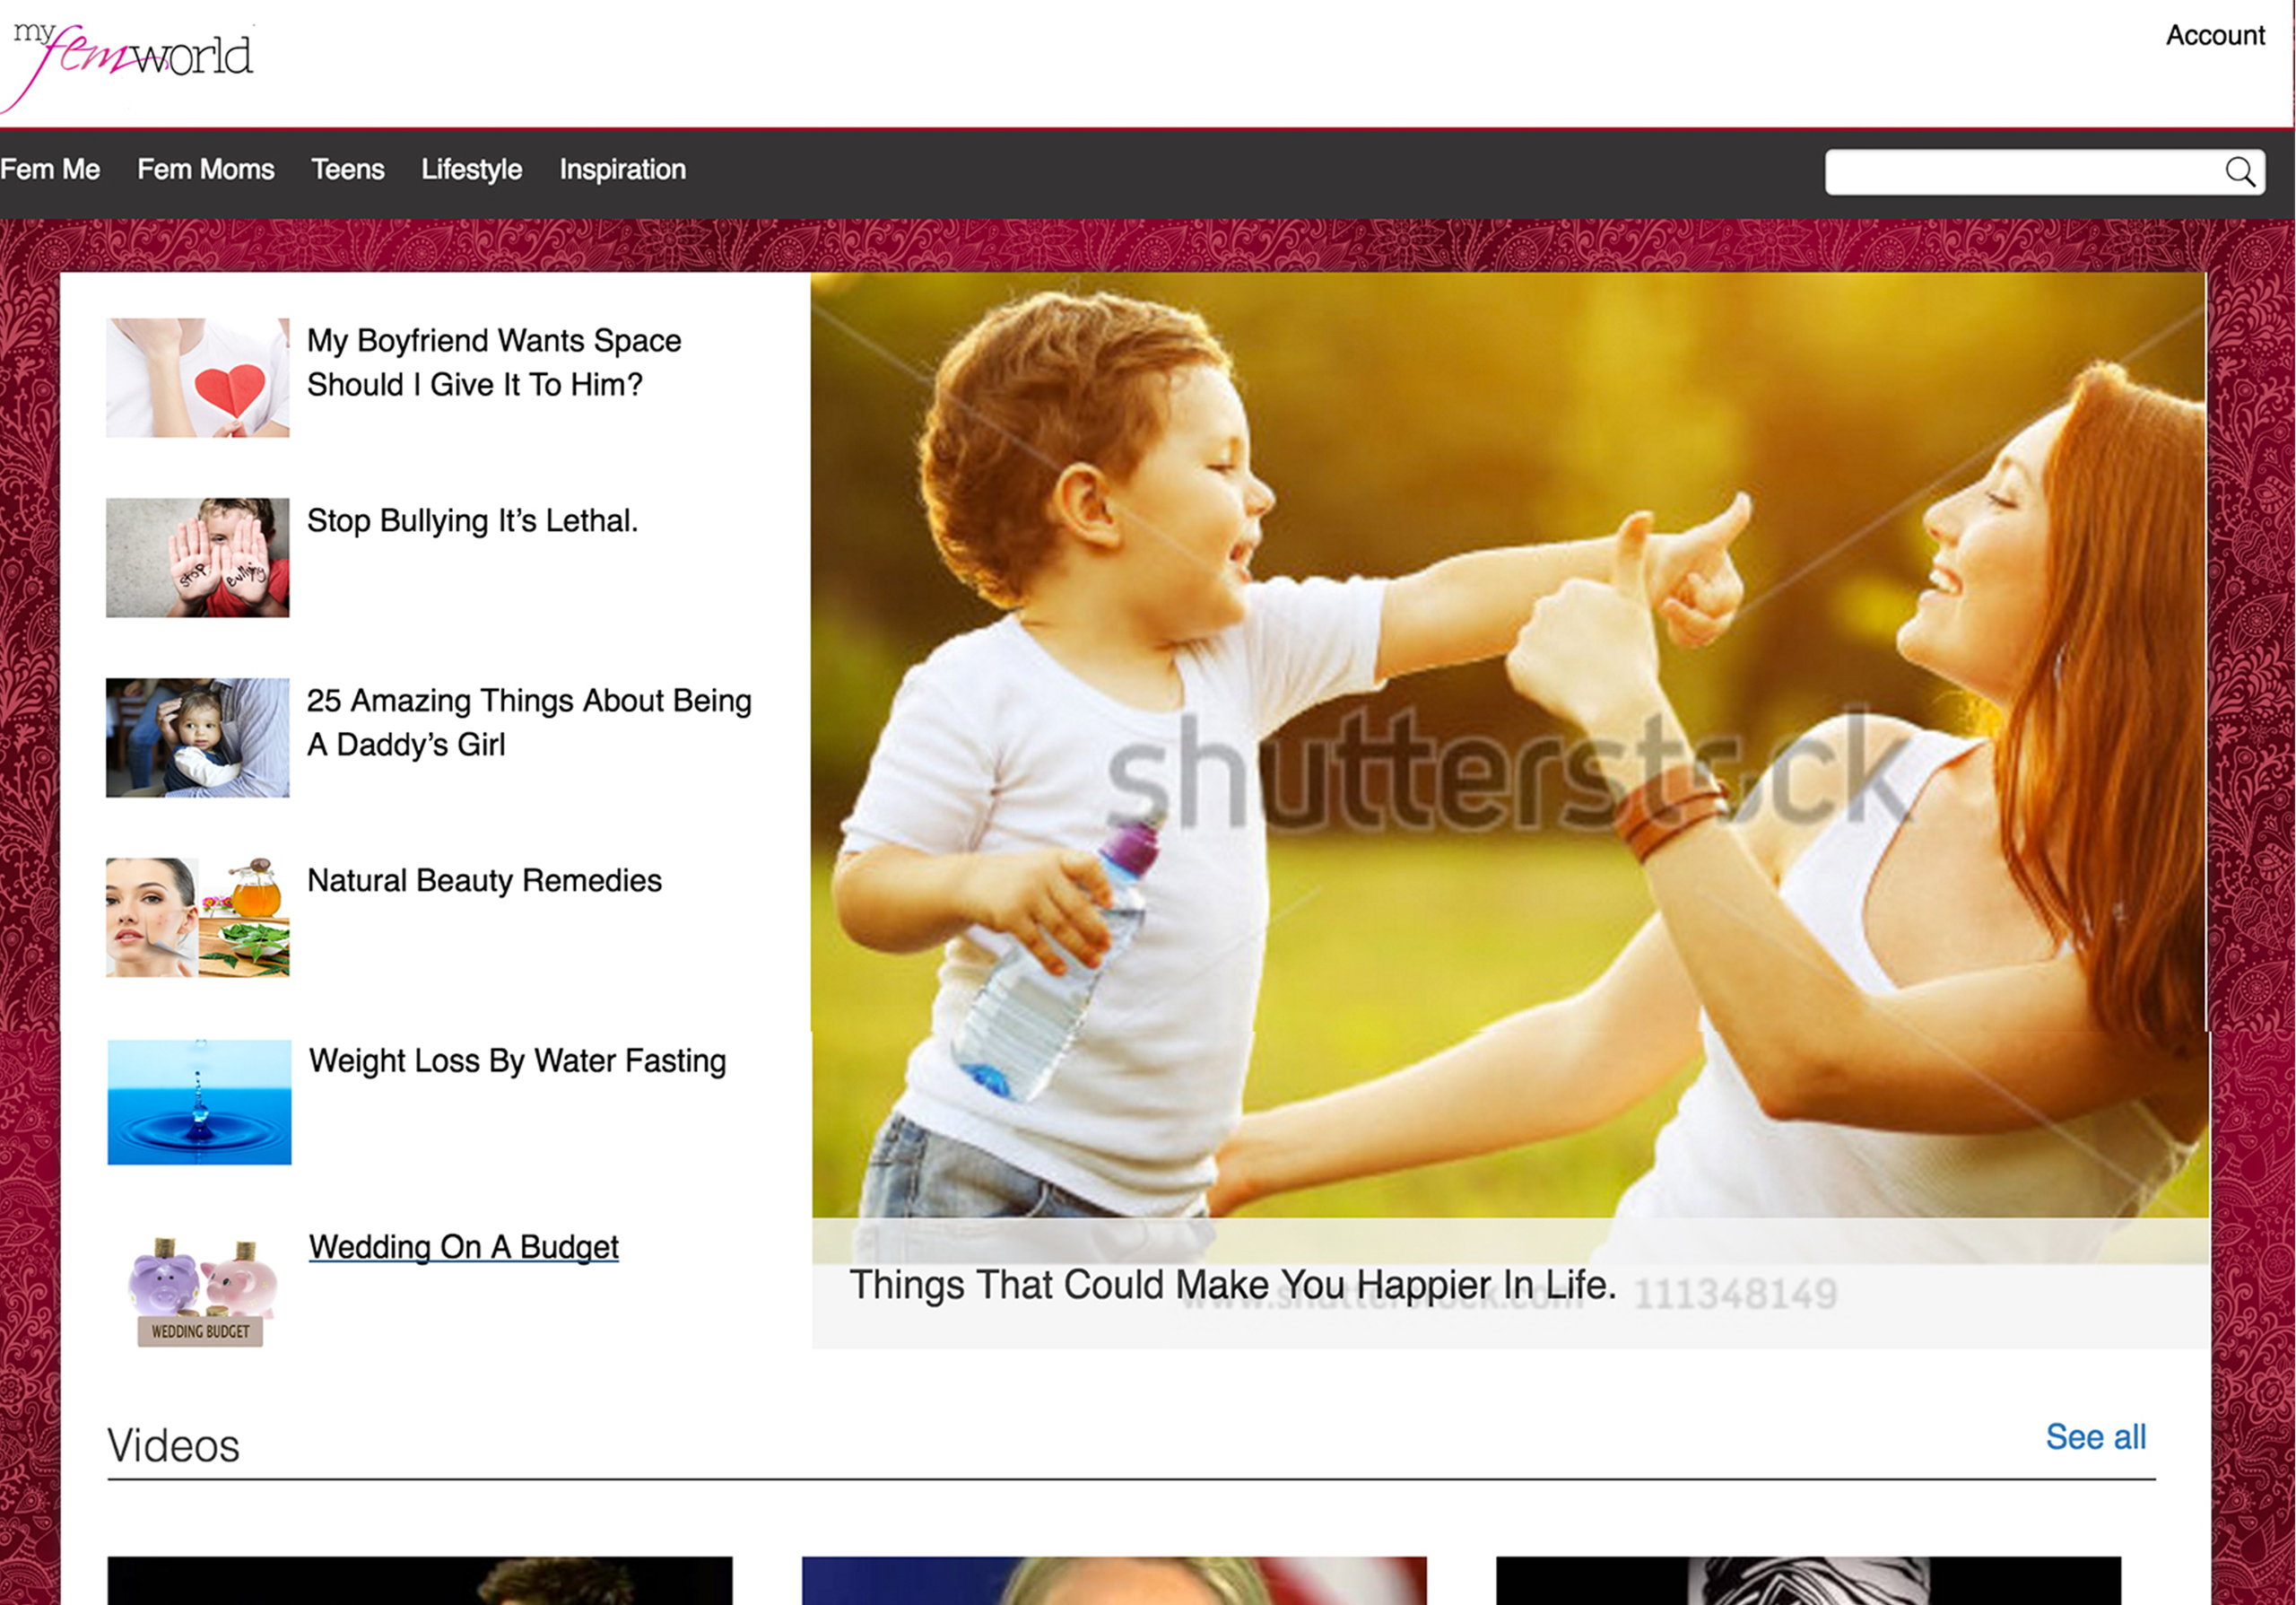 my femworld
Account
Fem Me Fem Moms Teens Lifestyle Inspiration
My Boyfriend Wants Space
Should I Give It To Him?
stop bullying
Stop Bullying It's Lethal.
25 Amazing Things About Being
A Daddy's Girl
Natural Beauty Remedies
Weight Loss By Water Fasting
Wedding On A Budget
WEDDING BUDGET
shutterstock
Things That Could Make You Happier In Life.
www.shutterstock.com 111348149
Videos
See all